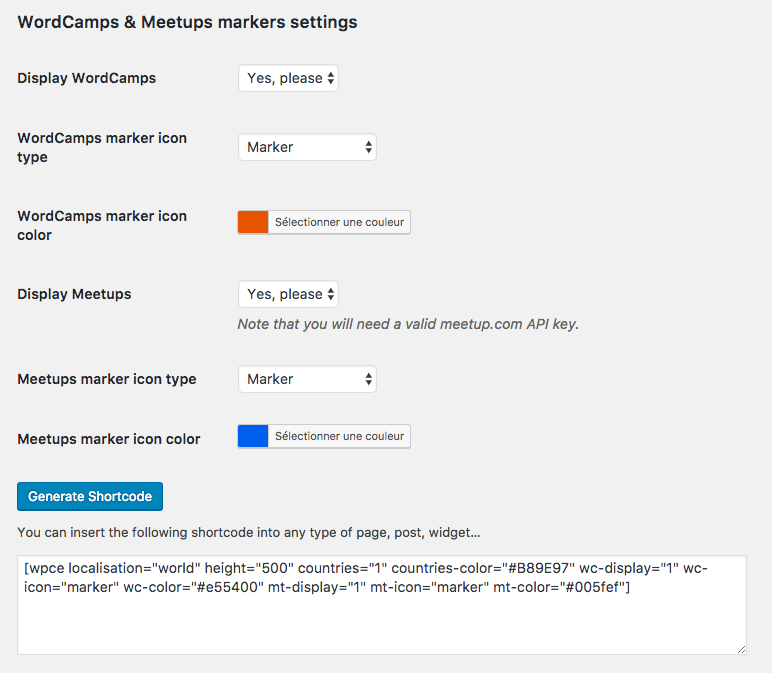 WordCamps & Meetups markers settings
Display WordCamps
Yes, please
WordCamps marker icon
type
Marker
WordCamps marker icon
color
Sélectionner une couleur
Display Meetups
Yes, please
Note that you will need a valid meetup.com API key.
Meetups marker icon type
Marker
Meetups marker icon color
Sélectionner une couleur
Generate Shortcode
You can insert the following shortcode into any type of page, post, widget...
[wpce localisation="world" height="500" countries="1" countries-color="#B89E97" wc-display="1" wc-
icon="marker" wc-color="#e55400" mt-display="1" mt-icon="marker" mt-color="#005fef"]